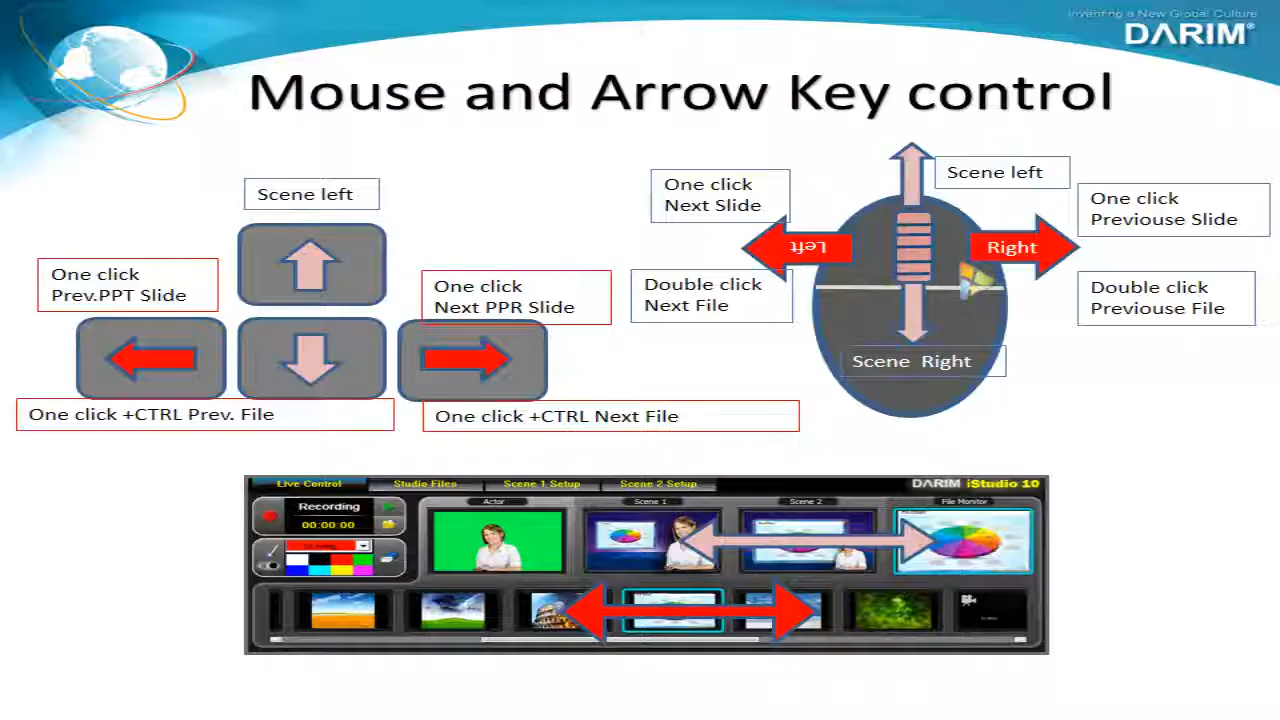 Inventing a New Global Culture
DARIM
Mouse and Arrow Key control
Scene left
One click
Prev.PPT Slide
One click
Next PPR Slide
One click +CTRL Prev. File
One click +CTRL Next File
One click
Next Slide
Scene left
One click
Previouse Slide
Left
Right
Double click
Next File
Double click
Previouse File
Scene Right
Live Control
Studio Files
Scene 1 Setup
Scene 2 Setup
DARIM iStudio 10
Recording
00:00:00
Actor
Scene 1
Scene 2
File Monitor